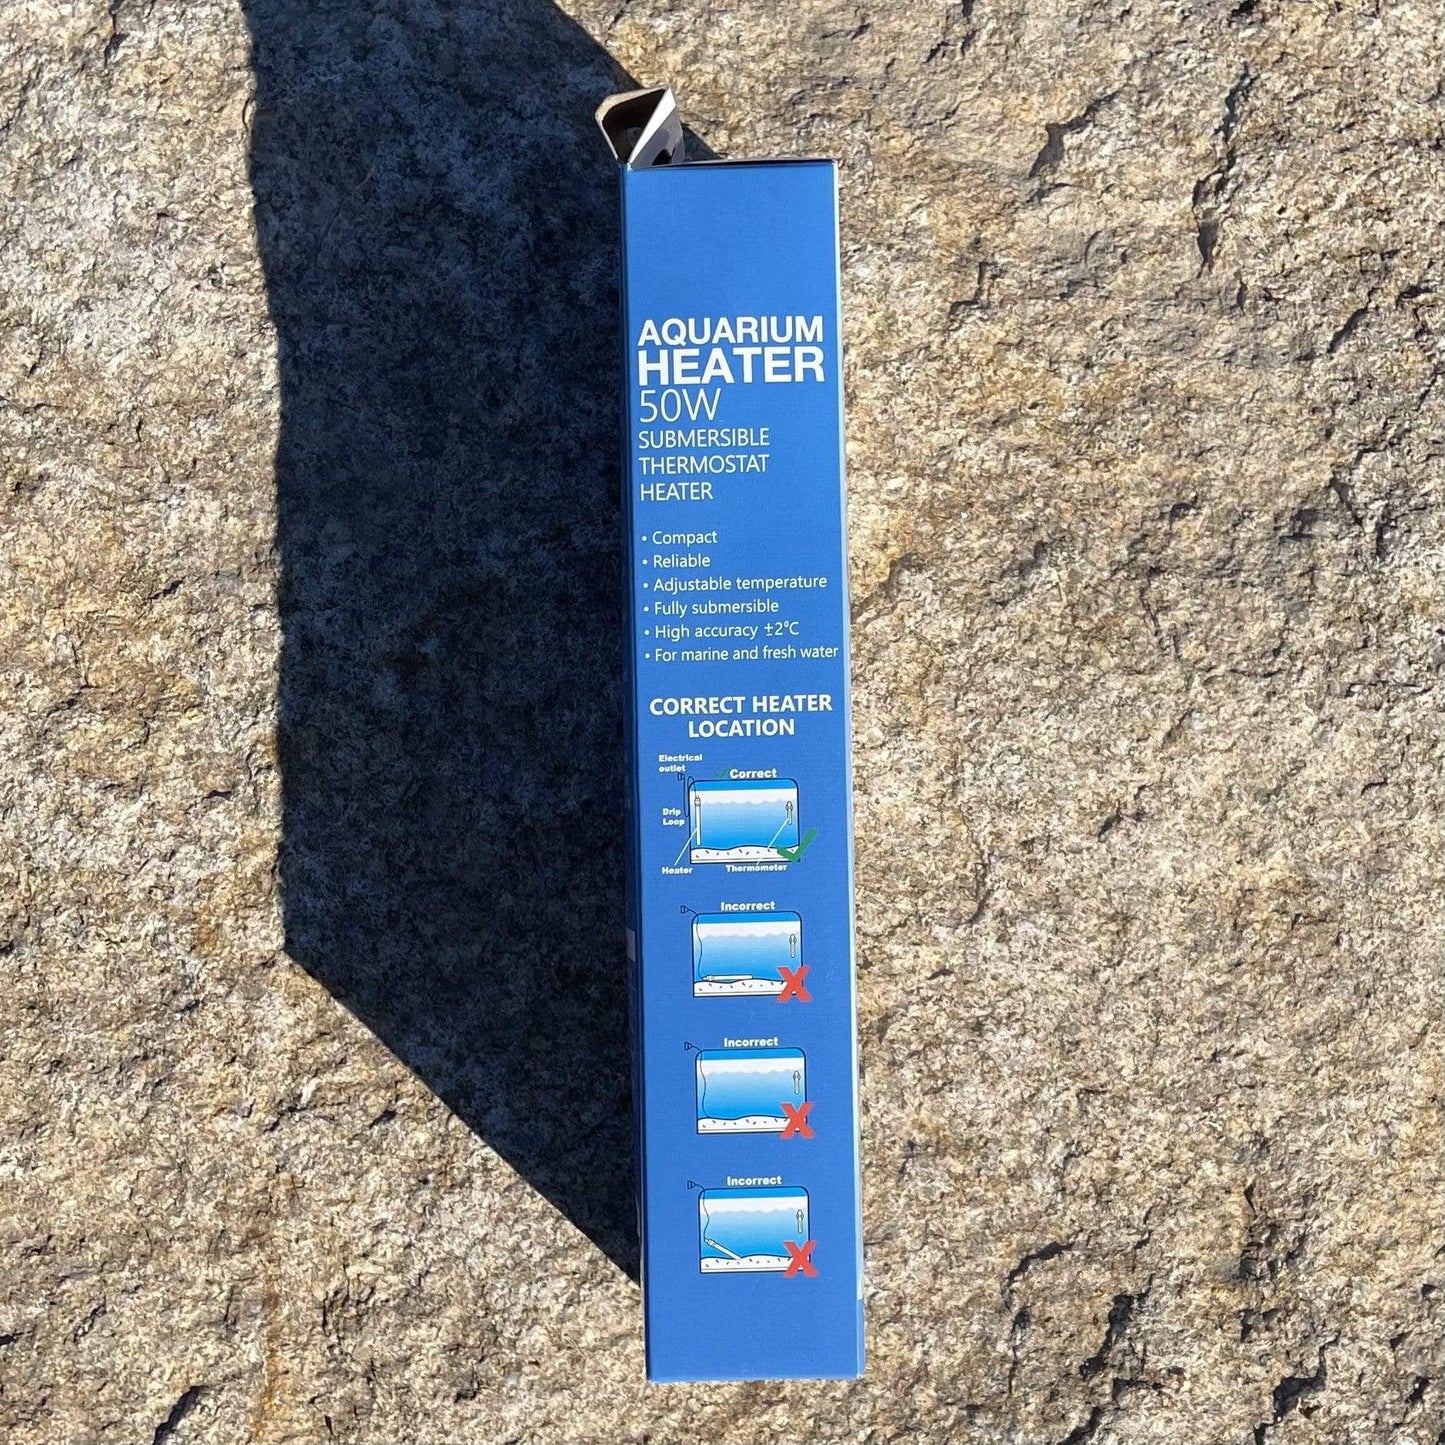 AQUARIUM
HEATER
50W
SUBMERSIBLE
THERMOSTAT
HEATER
• Compact
• Reliable
• Adjustable temperature
• Fully submersible
• High accuracy ±2℃
• For marine and fresh water
CORRECT HEATER
LOCATION
Electrical
outlet
Correct
Drip
Loop
Heater
Thermometer
Incorrect
X
Incorrect
X
Incorrect
X